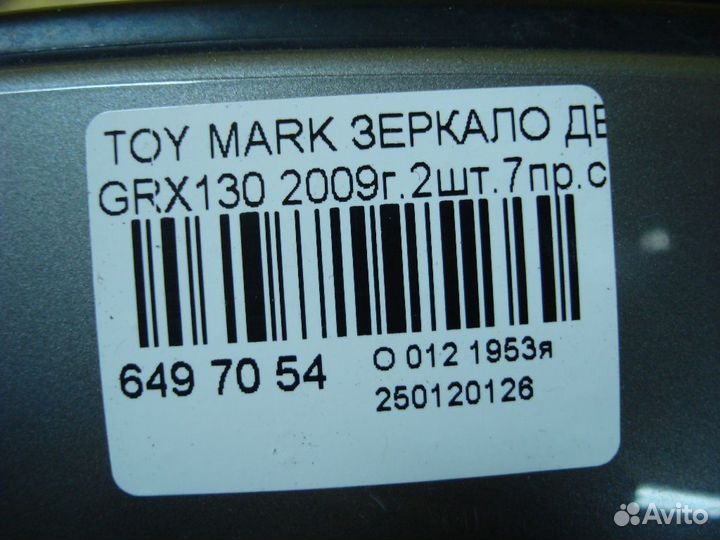 TOY MARK ЗЕРКАЛО ДВ
GRX130 2009г.2шт.7пр.с
649 70 54
О 012 1953я
250120126
Avito